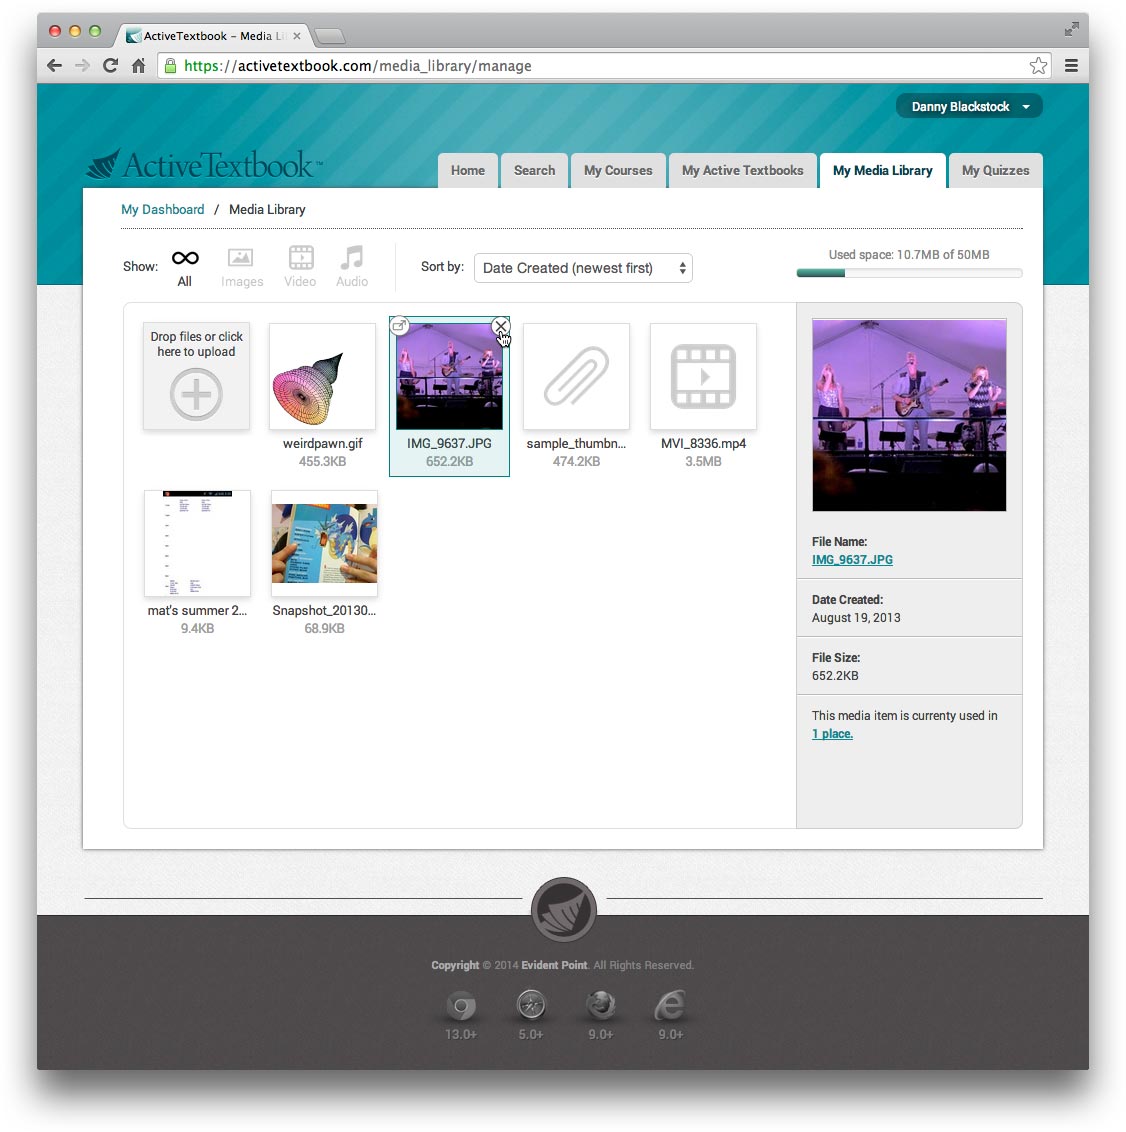 ActiveTextbook - Media Li
https://activetextbook.com/media_library/manage
Danny Blackstock
ActiveTextbook™
Home
Search
My Courses
My Active Textbooks
My Media Library
My Quizzes
My Dashboard / Media Library
Show:
All
Images
Video
Audio
Sort by:
Date Created (newest first)
Used space: 10.7MB of 50MB
Drop files or click
here to upload
weirdpawn.gif
455.3KB
IMG_9637.JPG
652.2KB
sample_thumbn...
474.2KB
MVI_8336.mp4
3.5MB
mat's summer 2...
9.4KB
Snapshot_20130...
68.9KB
File Name:
IMG_9637.JPG
Date Created:
August 19, 2013
File Size:
652.2KB
This media item is currenty used in
1 place.
Copyright © 2014 Evident Point. All Rights Reserved.
13.0+
5.0+
9.0+
9.0+